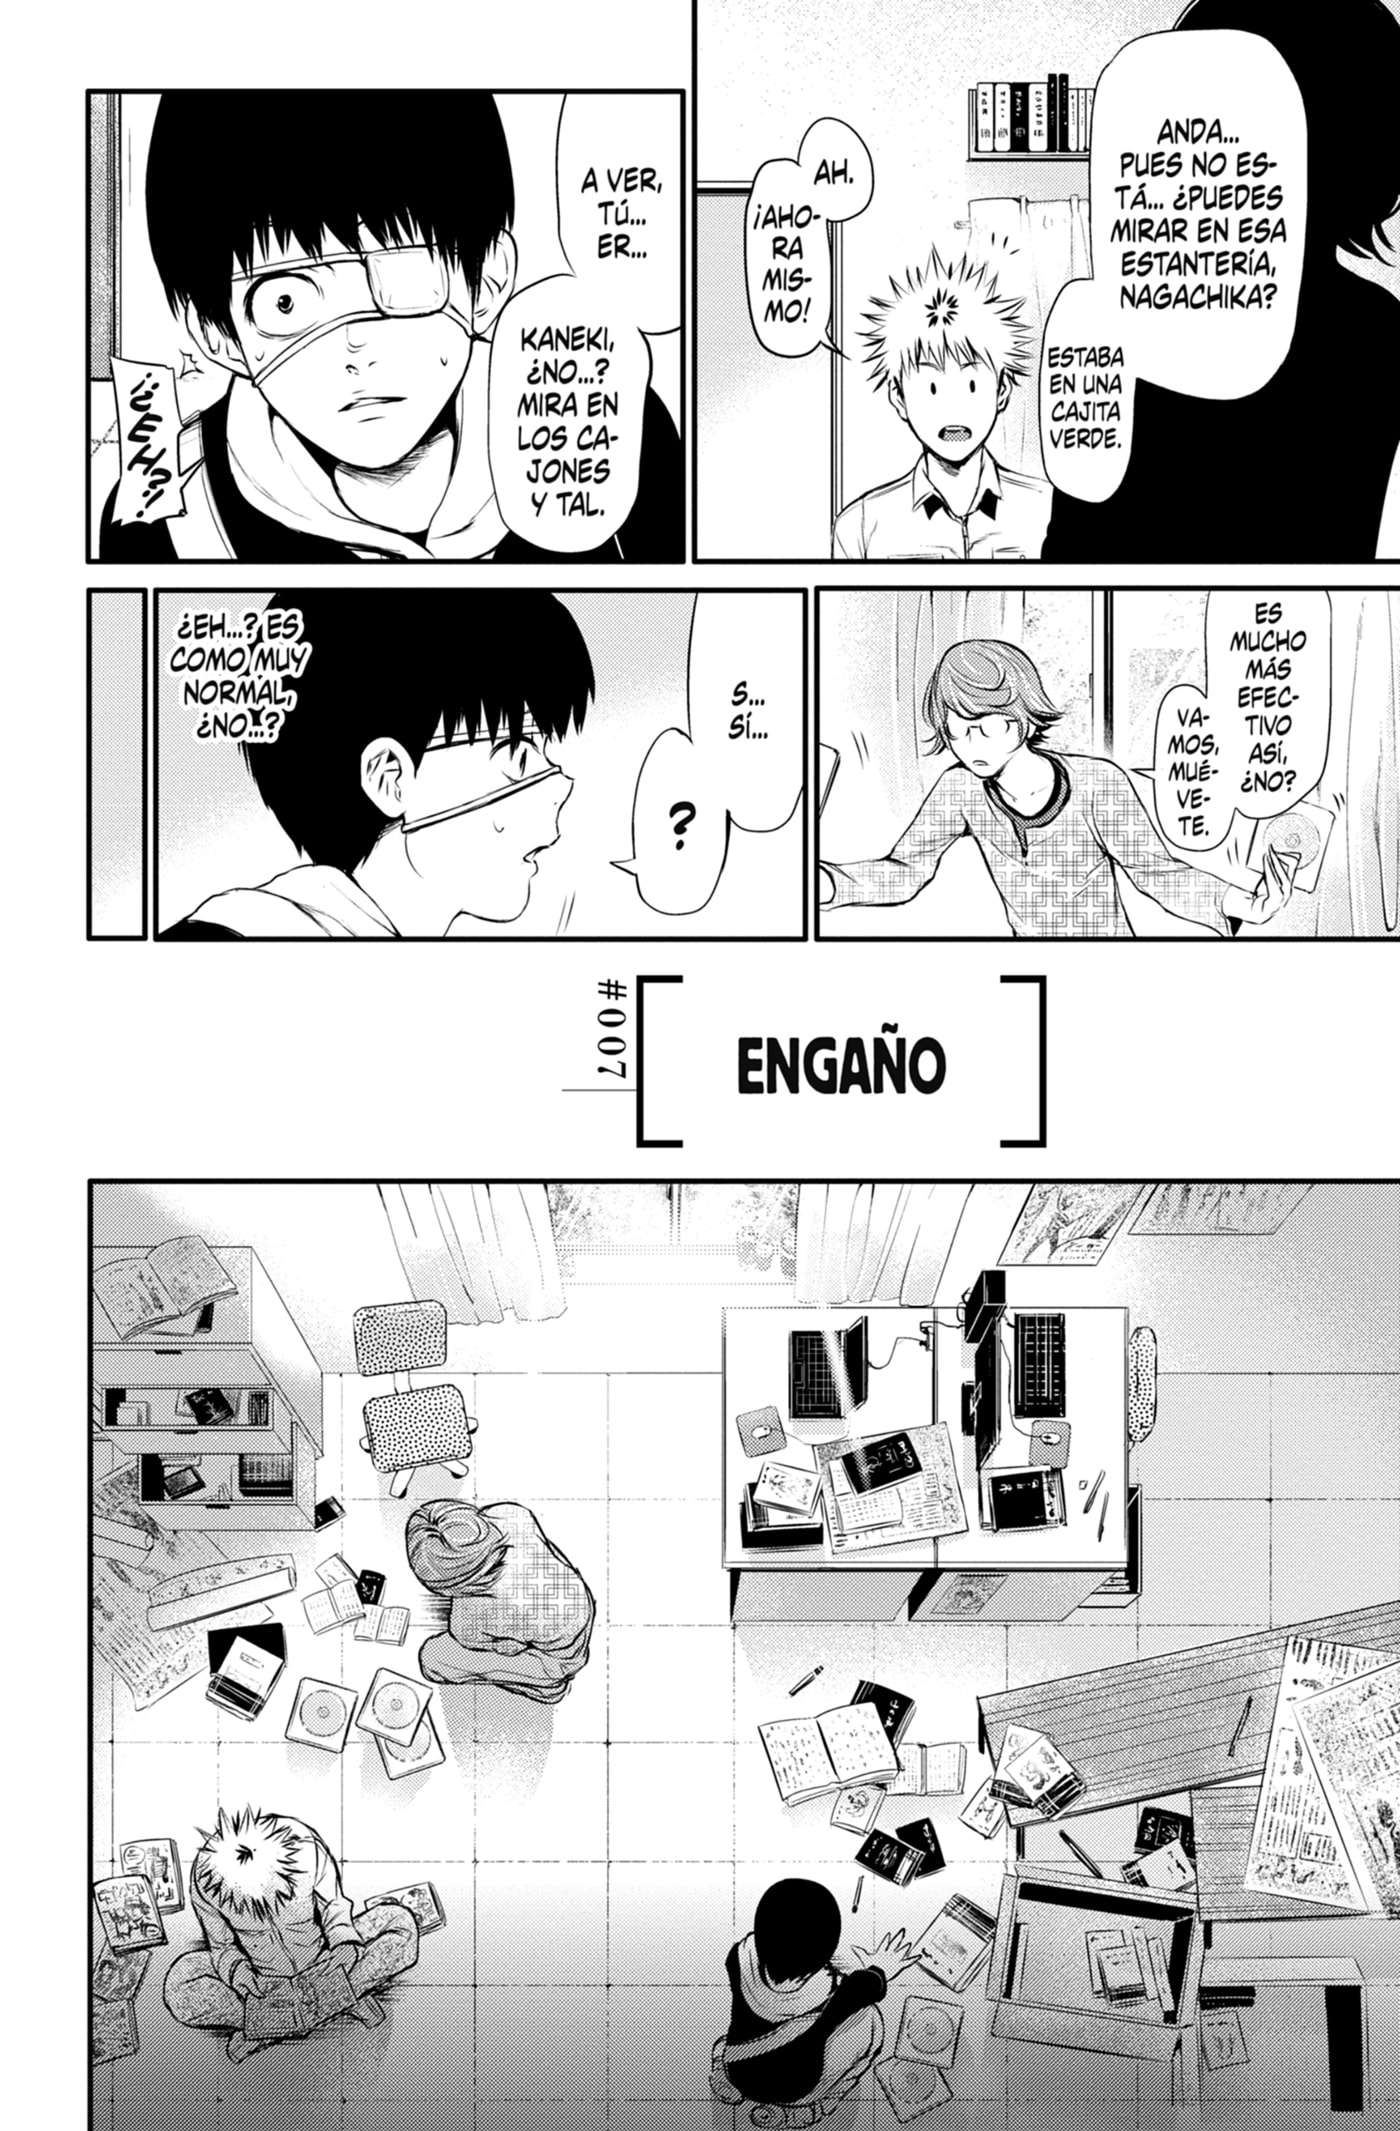 ANDA...
PUES NO ES-
TÁ... ¿PUEDES
MIRAR EN ESA
ESTANTERÍA,
NAGACHIKA?
ESTABA
EN UNA
CAJITA
VERDE.
AH.
¡AHO-
RA
MIS-
MO!
A VER,
TÚ...
ER...
KANEKI,
¿NO...?
MIRA EN
LOS CA-
JONES
Y TAL.
¿¡EH?!
ES
MUCHO
MÁS
EFEC-
TIVO
ASÍ,
¿NO?
VA-
MOS,
MUÉ-
VE-
TE.
S...
SÍ...
?
¿EH...? ES
COMO MUY
NORMAL,
¿NO...?
#007
ENGAÑO